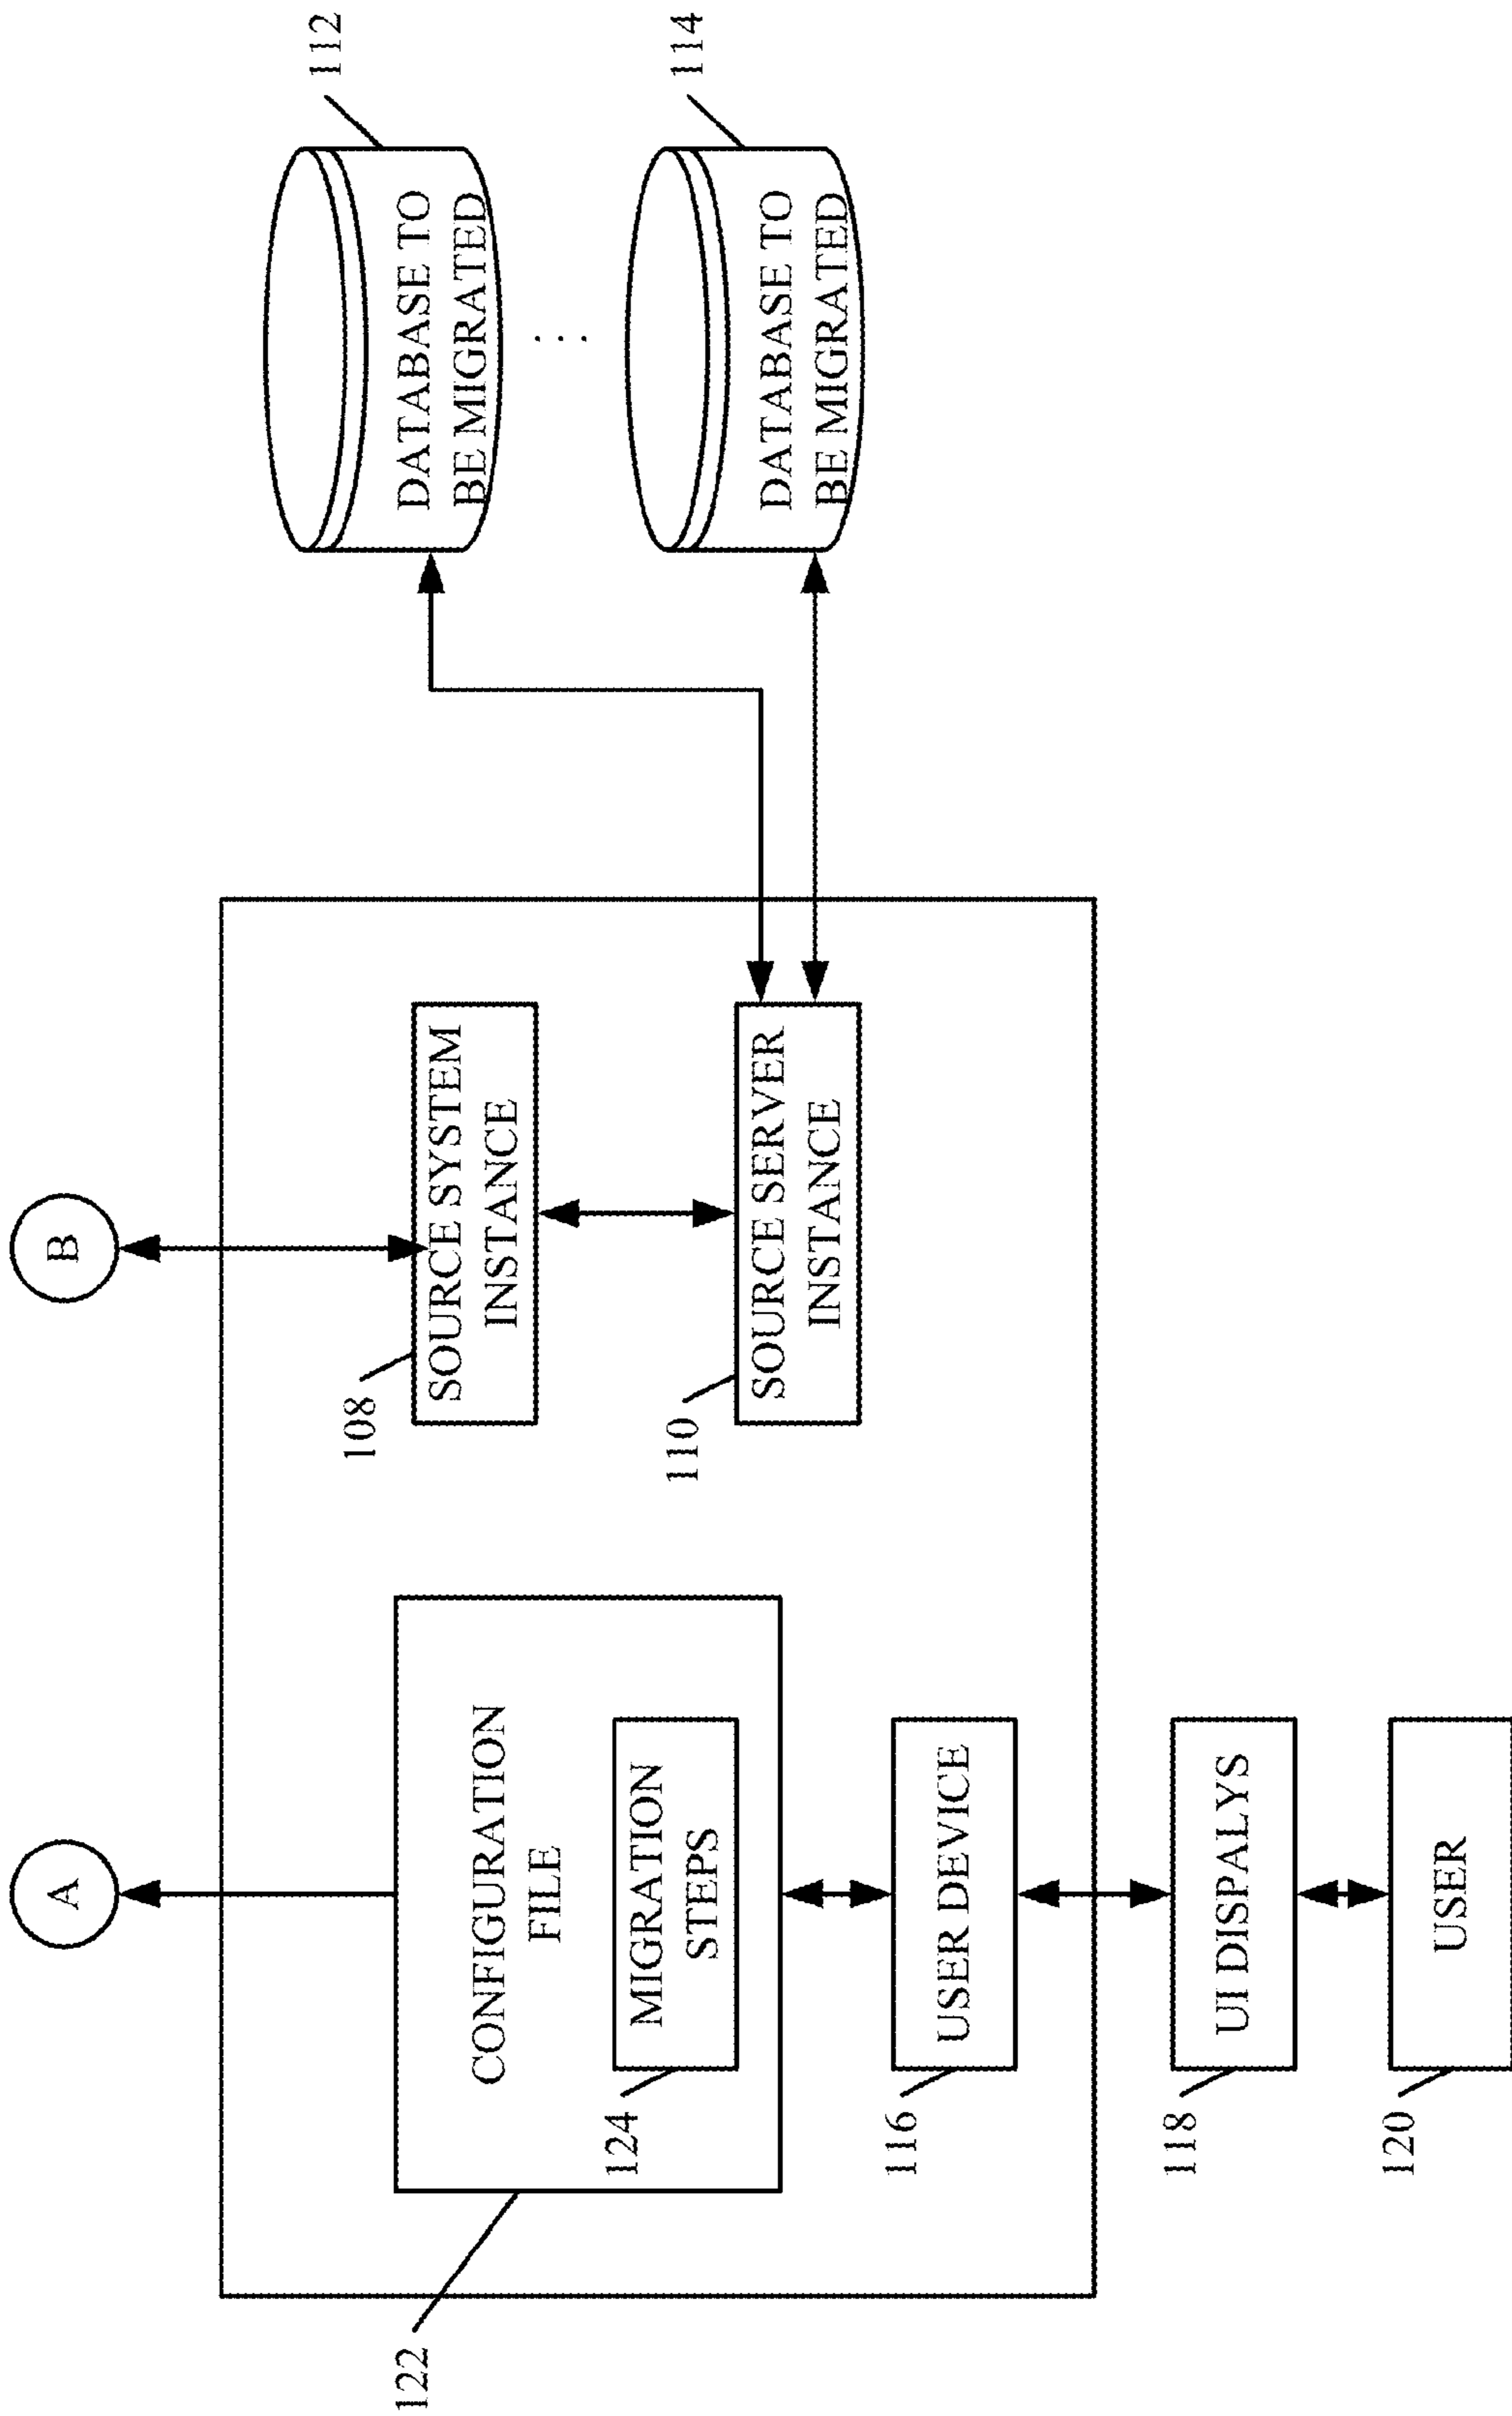 A
B
122
CONFIGURATION
FILE
124
MIGRATION
STEPS
108
SOURCE SYSTEM
INSTANCE
112
DATABASE TO
BE MIGRATED
. . .
110
SOURCE SERVER
INSTANCE
114
DATABASE TO
BE MIGRATED
116
USER DEVICE
118
UI DISPALYS
120
USER